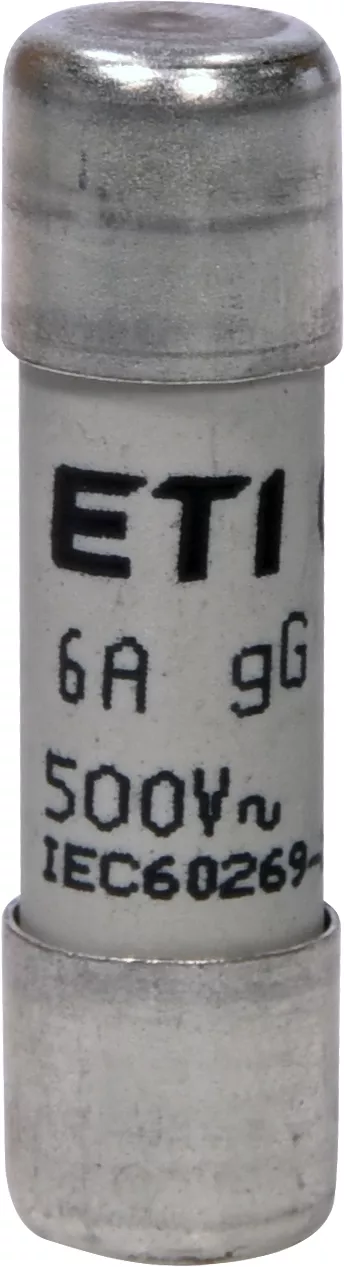 ETI
6A gG
500V~
IEC60269-